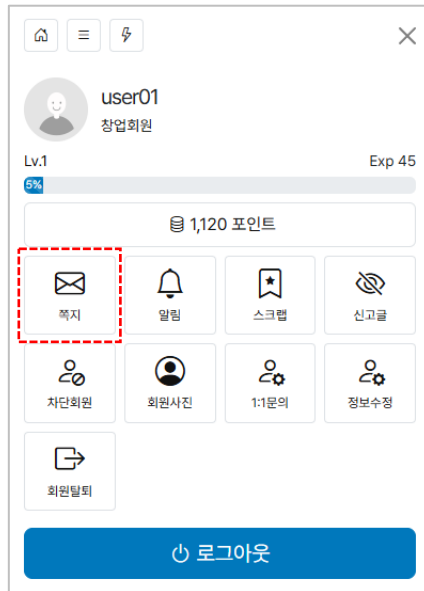 user01
창업회원
Lv.1 Exp 45
5%
1,120 포인트
쪽지 알림 스크랩 신고글
차단회원 회원사진 1:1문의 정보수정
회원탈퇴
로그아웃